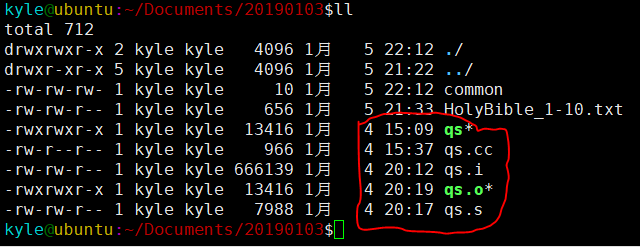 kyle@ubuntu:~/Documents/20190103$ll
total 712
drwxrwxr-x 2 kyle kyle   4096 1月   5 22:12 ./
drwxr-xr-x 5 kyle kyle   4096 1月   5 21:22 ../
-rw-rw-rw- 1 kyle kyle     10 1月   5 22:12 common
-rw-rw-r-- 1 kyle kyle    656 1月   5 21:33 HolyBible_1-10.txt
-rwxrwxr-x 1 kyle kyle  13416 1月   4 15:09 qs*
-rw-r--r-- 1 kyle kyle    966 1月   4 15:37 qs.cc
-rw-rw-r-- 1 kyle kyle 666139 1月   4 20:12 qs.i
-rwxrwxr-x 1 kyle kyle  13416 1月   4 20:19 qs.o*
-rw-rw-r-- 1 kyle kyle   7988 1月   4 20:17 qs.s
kyle@ubuntu:~/Documents/20190103$